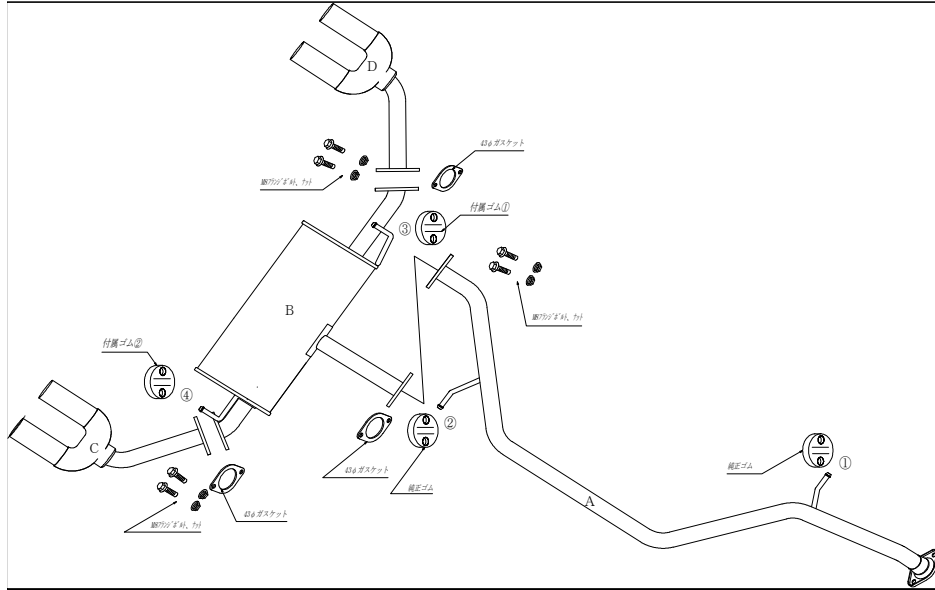 D
43φガスケット
M8フランジボルト、ナット
付属ゴム①
③
B
M8フランジボルト、ナット
付属ゴム②
④
②
C
①
純正ゴム
43φガスケット
純正ゴム
A
43φガスケット
M8フランジボルト、ナット